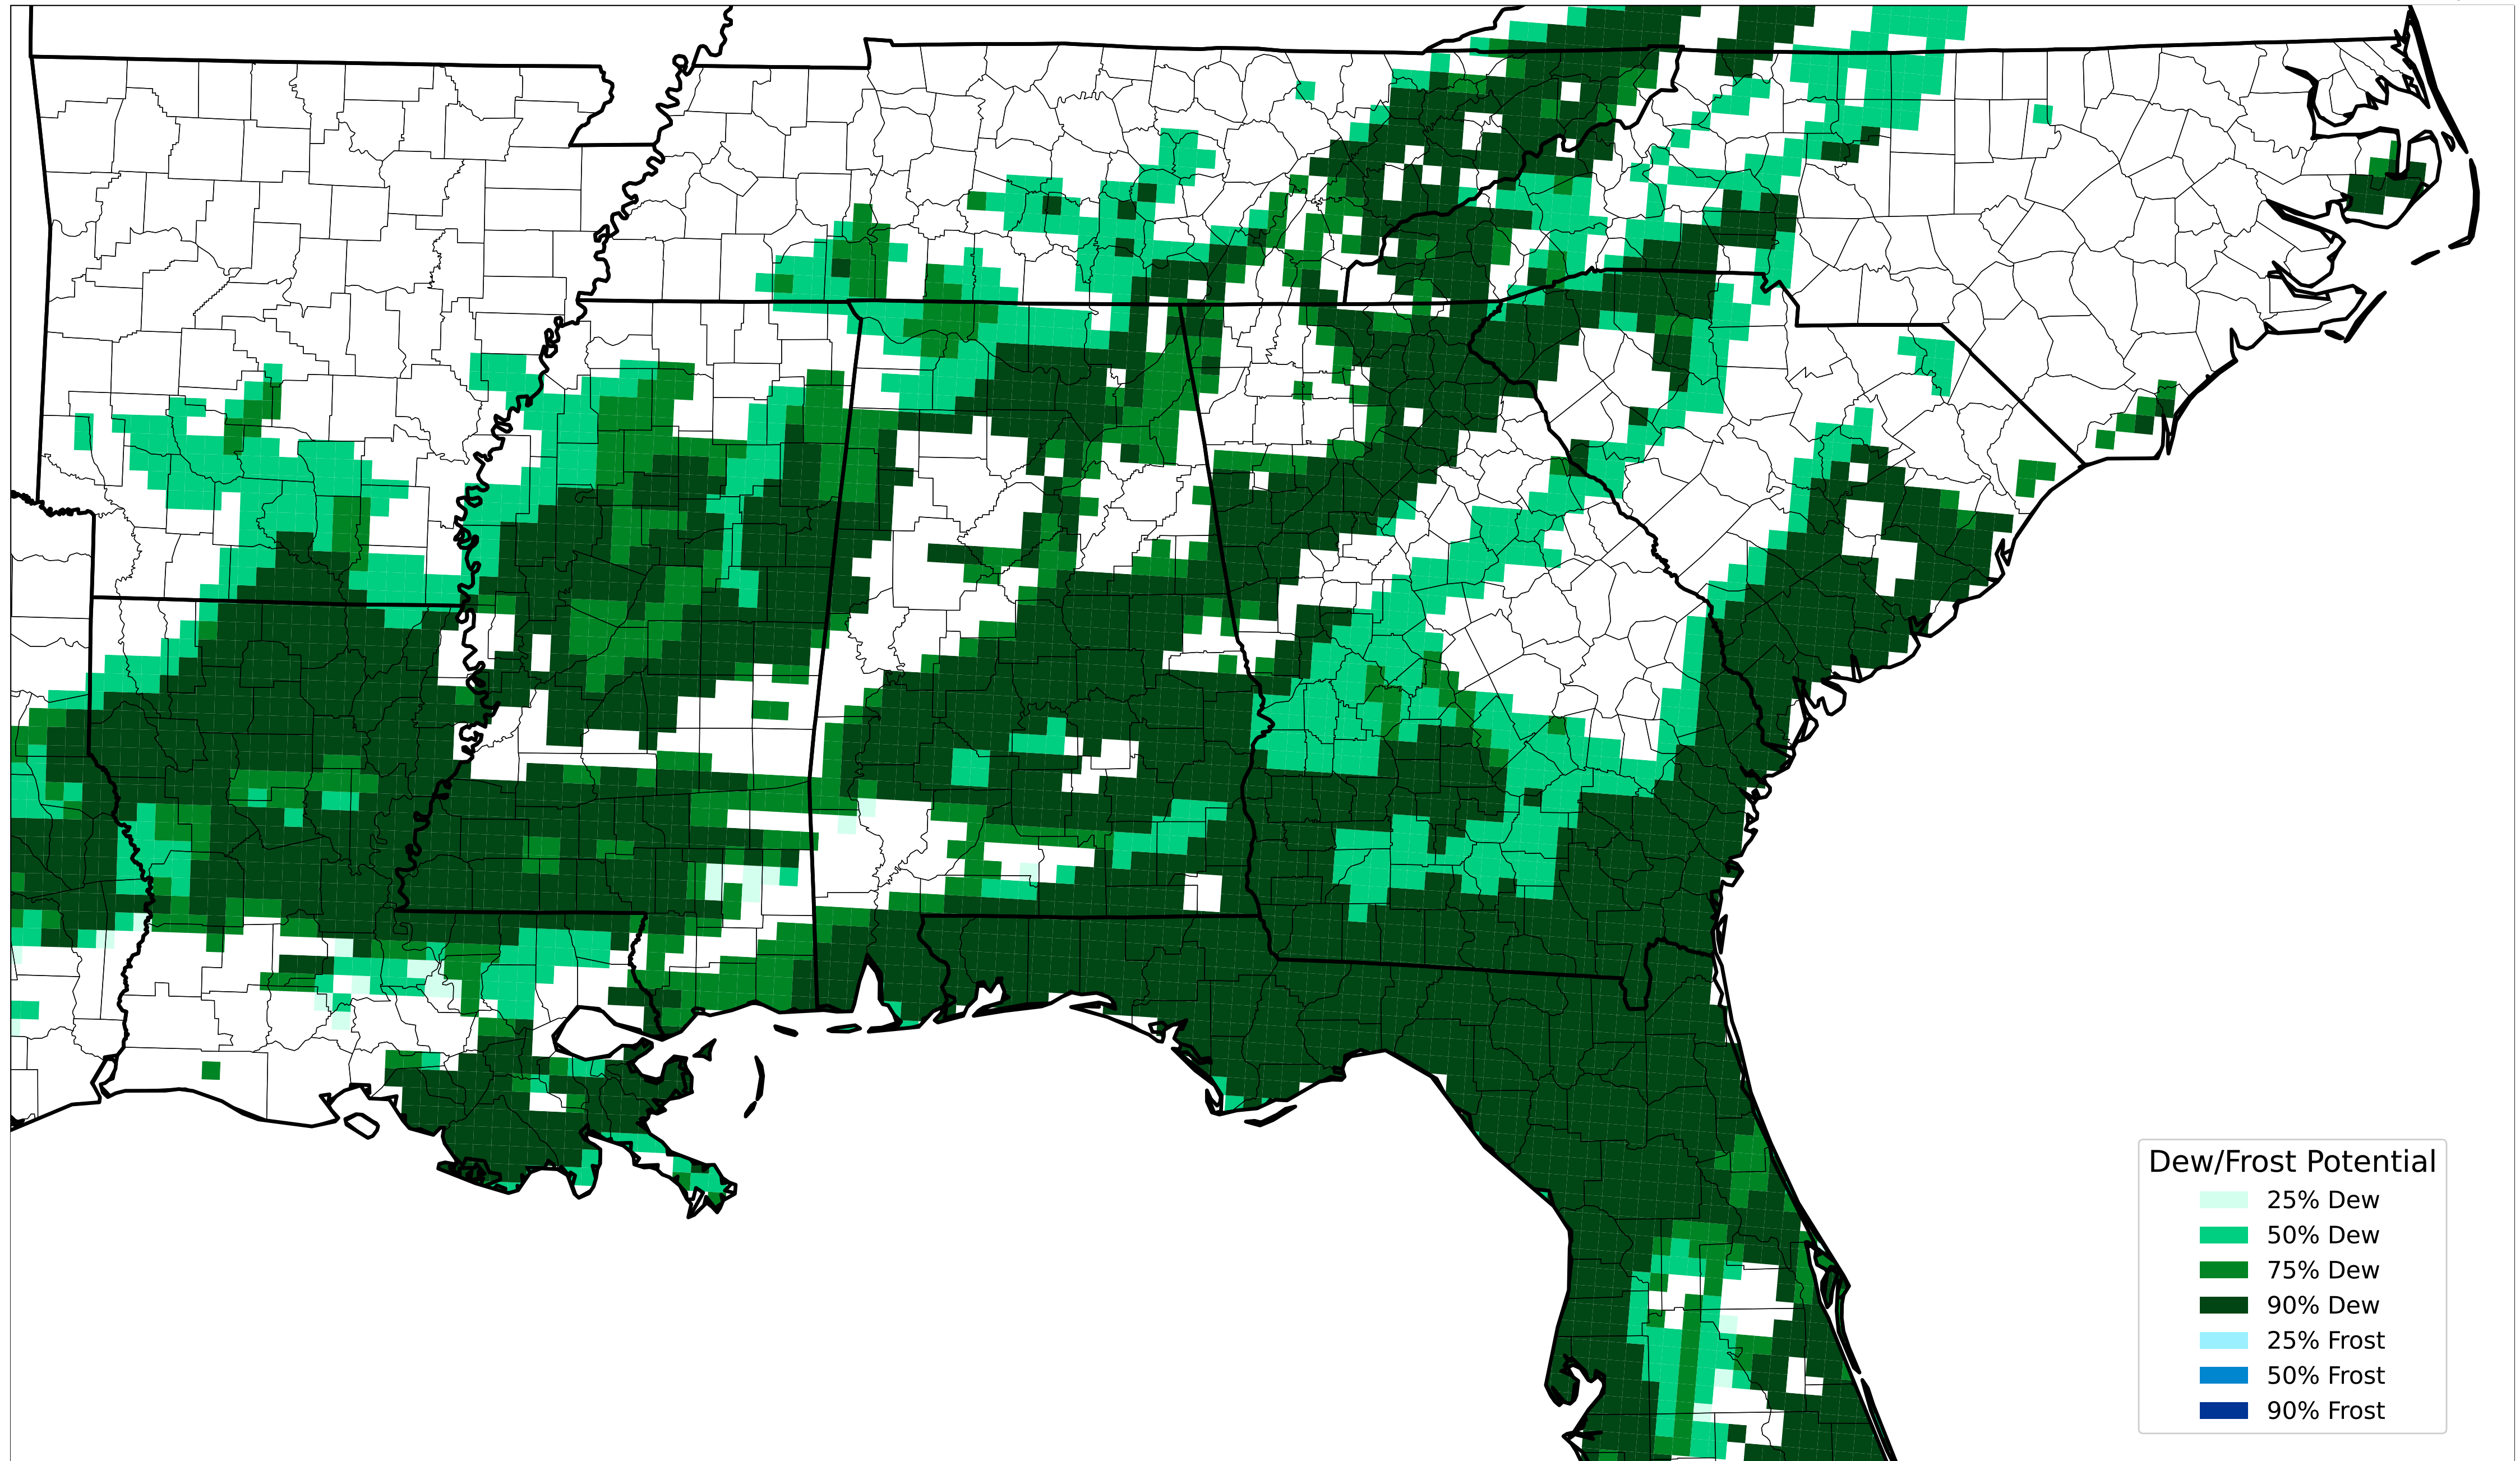 Dew/Frost Potential
25% Dew
50% Dew
75% Dew
90% Dew
25% Frost
50% Frost
90% Frost